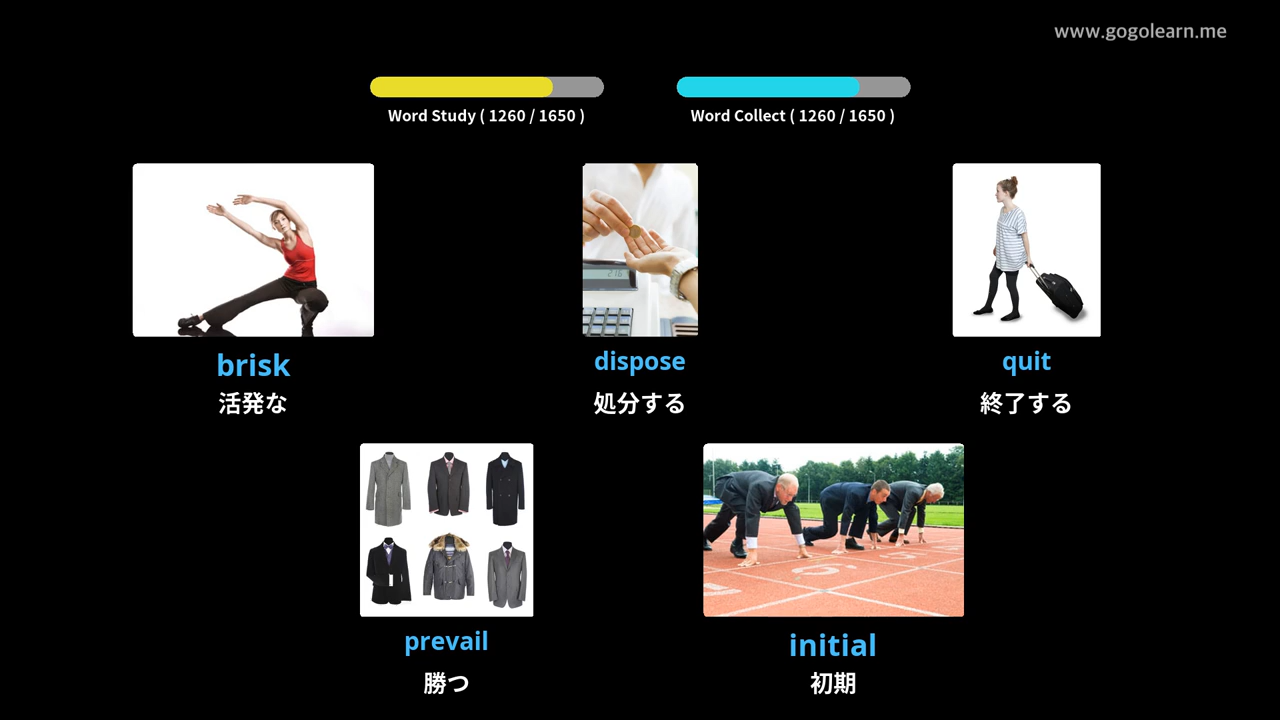 www.gogolearn.me
Word Study ( 1260 / 1650 )
Word Collect ( 1260 / 1650 )
brisk
活発な
dispose
処分する
quit
終了する
prevail
勝つ
initial
初期